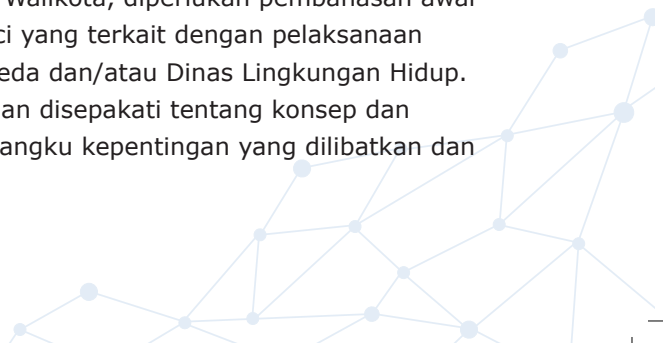 Walikota, diperlukan pembahasan awal
ci yang terkait dengan pelaksanaan
eda dan/atau Dinas Lingkungan Hidup.
an disepakati tentang konsep dan
angku kepentingan yang dilibatkan dan